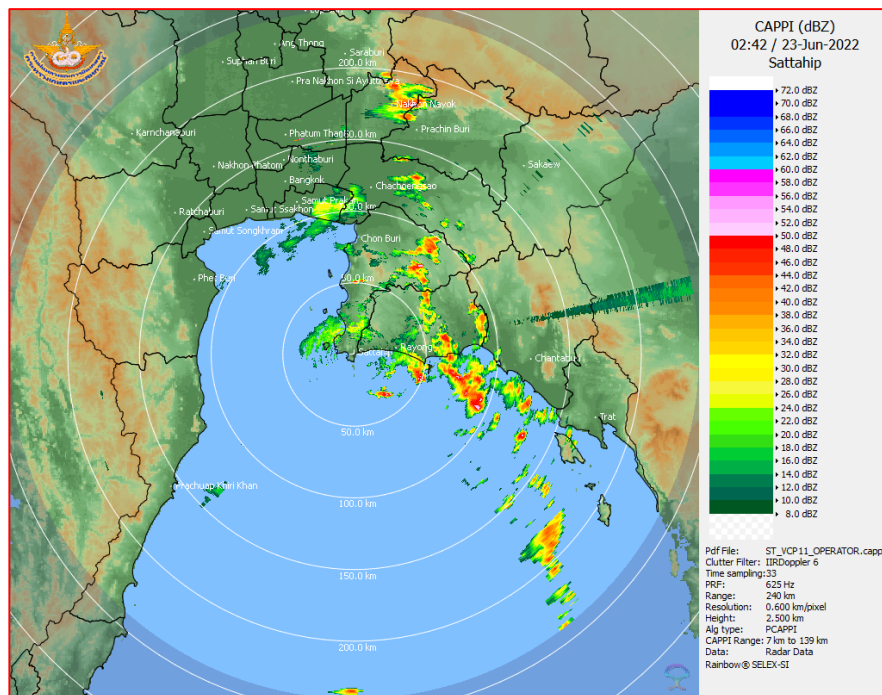 CAPPI (dBZ)
02:42 / 23-Jun-2022
Sattahip
72.0 dBZ
70.0 dBZ
68.0 dBZ
66.0 dBZ
64.0 dBZ
62.0 dBZ
60.0 dBZ
58.0 dBZ
56.0 dBZ
54.0 dBZ
52.0 dBZ
50.0 dBZ
48.0 dBZ
46.0 dBZ
44.0 dBZ
42.0 dBZ
40.0 dBZ
38.0 dBZ
36.0 dBZ
34.0 dBZ
32.0 dBZ
30.0 dBZ
28.0 dBZ
26.0 dBZ
24.0 dBZ
22.0 dBZ
20.0 dBZ
18.0 dBZ
16.0 dBZ
14.0 dBZ
12.0 dBZ
10.0 dBZ
8.0 dBZ
Pdf File: ST_VCP11_OPERATOR.capp
Clutter Filter: IIRDoppler 6
Time sampling:33
PRF: 625 Hz
Range: 240 km
Resolution: 0.600 km/pixel
Height: 2.500 km
Alg type: PCAPPI
CAPPI Range: 7 km to 139 km
Data: Radar Data
Rainbow® SELEX-SI
Ang Thong
Saraburi
Suphan Buri
200.0 km
Pra Nakhon Si Ayuttaya
Nakhon Nayok
Karnchanaburi
Phatum Thani
Prachin Buri
Nonthaburi
Nakhon Phatom
Sakaew
Bangkok
Chachoengsao
Samut Prakan
Ratchaburi
Samut Ssakhon
Samut Songkhram
Chon Buri
Phet Buri
Rayong
Chantaburi
Trat
50.0 km
Prachuap Khiri Khan
100.0 km
150.0 km
200.0 km